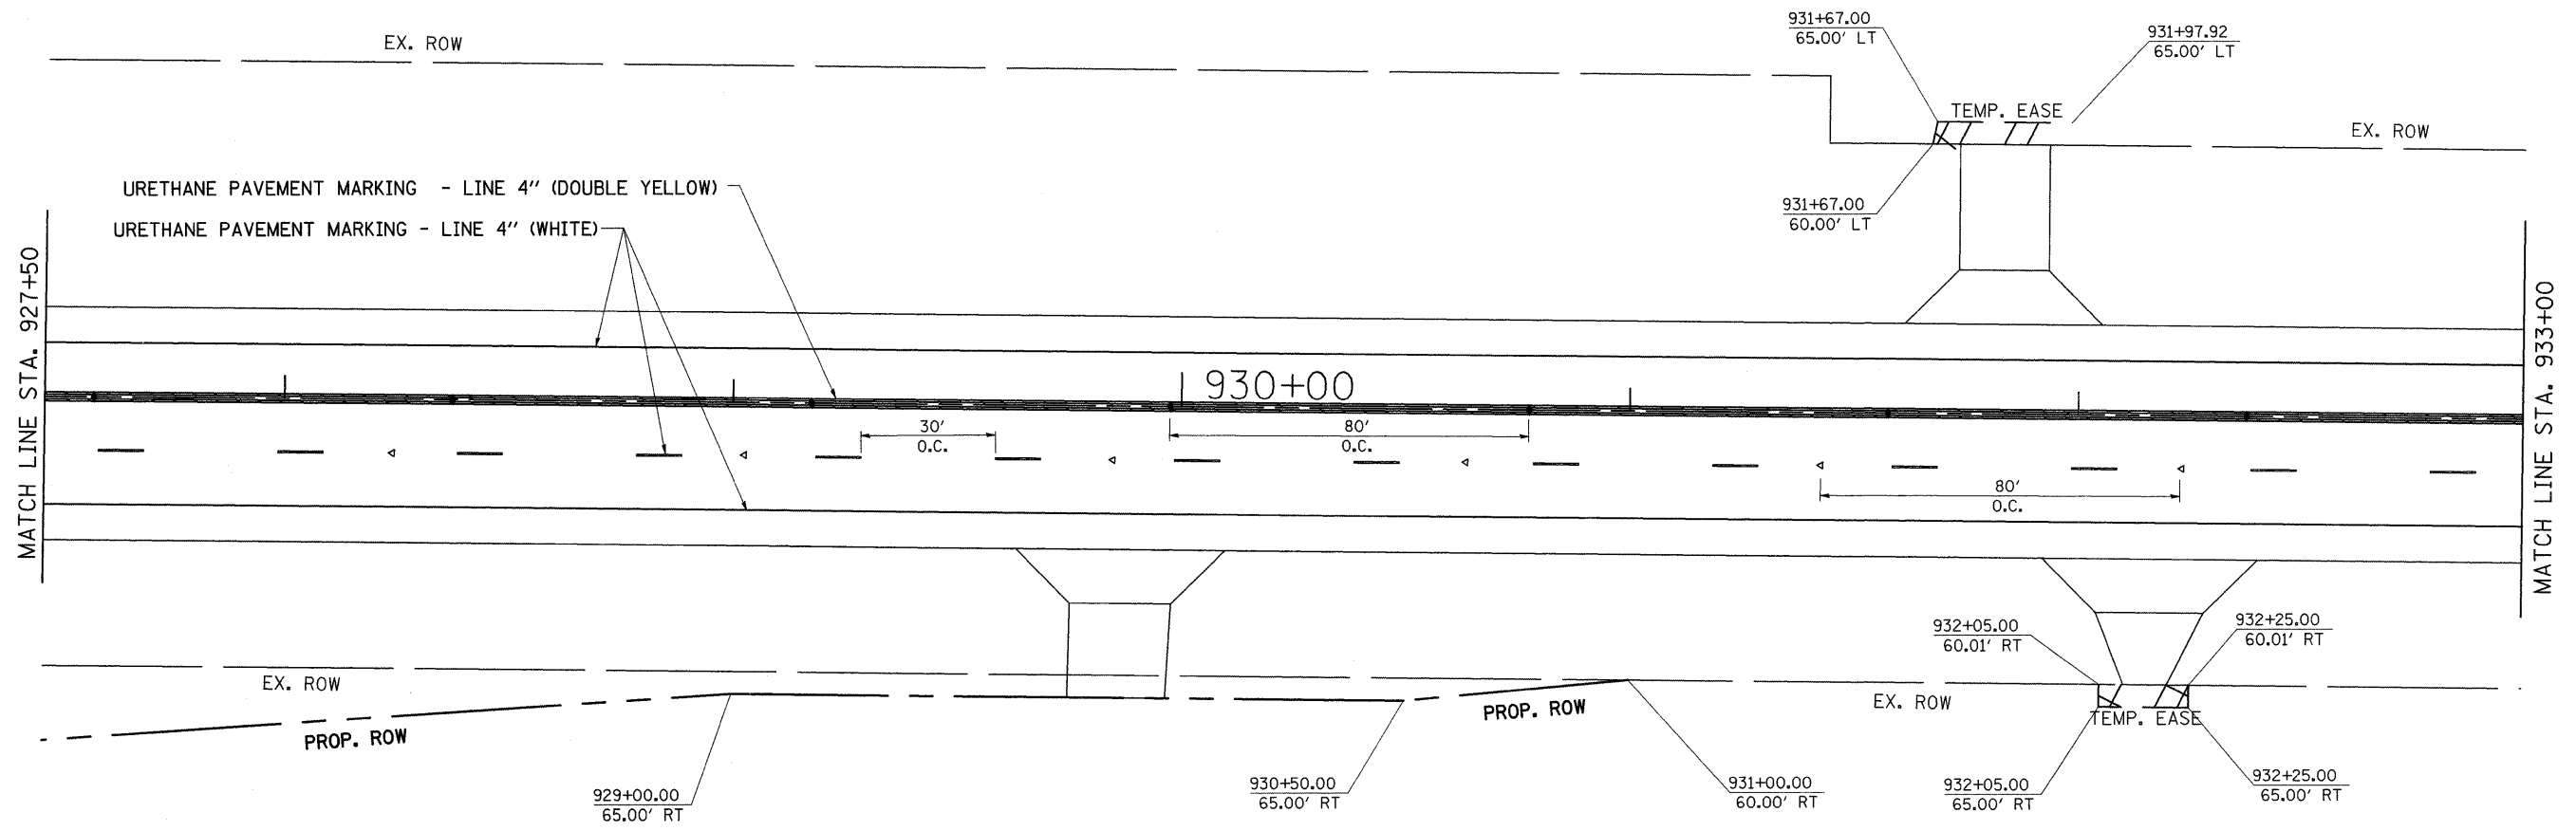 931+67.00
65.00' LT
931+97.92
65.00' LT
EX. ROW
TEMP. EASE
EX. ROW
URETHANE PAVEMENT MARKING - LINE 4" (DOUBLE YELLOW)
931+67.00
60.00' LT
URETHANE PAVEMENT MARKING - LINE 4" (WHITE)
MATCH LINE STA. 927+50
MATCH LINE STA. 933+00
930+00
30'
O.C.
80'
O.C.
80'
O.C.
932+05.00
60.01' RT
932+25.00
60.01' RT
EX. ROW
EX. ROW
PROP. ROW
PROP. ROW
TEMP. EASE
929+00.00
65.00' RT
930+50.00
65.00' RT
931+00.00
60.00' RT
932+05.00
65.00' RT
932+25.00
65.00' RT